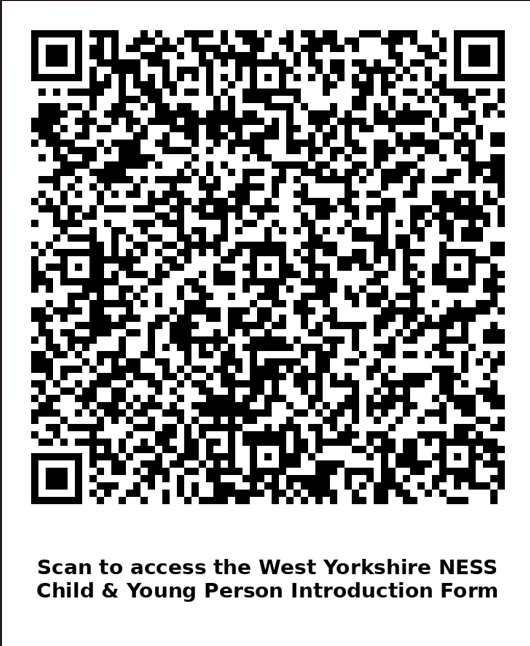 Scan to access the West Yorkshire NESS
Child & Young Person Introduction Form